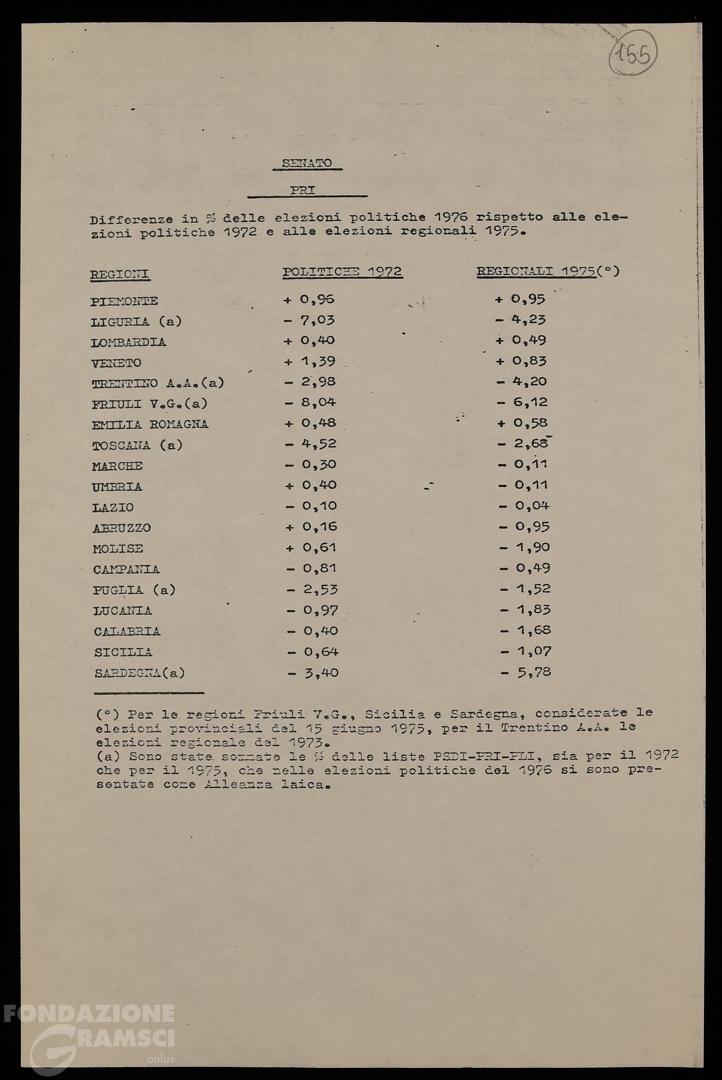 155
SENATO
PRI
Differenze in % delle elezioni politiche 1976 rispetto alle ele-
zioni politiche 1972 e alle elezioni regionali 1975.
REGIONI POLITICHE 1972 REGIONALI 1975(°)
PIEMONTE + 0,96 + 0,95
LIGURIA (a) - 7,03 - 4,23
LOMBARDIA + 0,40 + 0,49
VENETO + 1,39 + 0,83
TRENTINO A.A.(a) - 2,98 - 4,20
FRIULI V.G.(a) - 8,04 - 6,12
EMILIA ROMAGNA + 0,48 + 0,58
TOSCANA (a) - 4,52 - 2,68
MARCHE - 0,30 - 0,11
UMBRIA + 0,40 - 0,11
LAZIO - 0,10 - 0,04
ABRUZZO + 0,16 - 0,95
MOLISE + 0,61 - 1,90
CAMPANIA - 0,81 - 0,49
PUGLIA (a) - 2,53 - 1,52
LUCANIA - 0,97 - 1,83
CALABRIA - 0,40 - 1,68
SICILIA - 0,64 - 1,07
SARDEGNA(a) - 3,40 - 5,78
(°) Per le regioni Friuli V.G., Sicilia e Sardegna, considerate le
elezioni provinciali del 15 giugno 1975, per il Trentino A.A. le
elezioni regionale del 1973.
(a) Sono state sommate le % delle liste PSDI-PRI-PLI, sia per il 1972
che per il 1975, che nelle elezioni politiche del 1976 si sono pre-
sentate come Alleanza laica.
FONDAZIONE
GRAMSCI
onlus